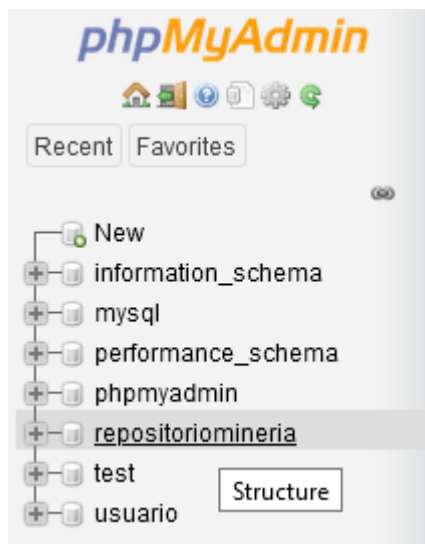 phpMyAdmin
Recent Favorites
New
information_schema
mysql
performance_schema
phpmyadmin
repositoriomineria
test
Structure
usuario